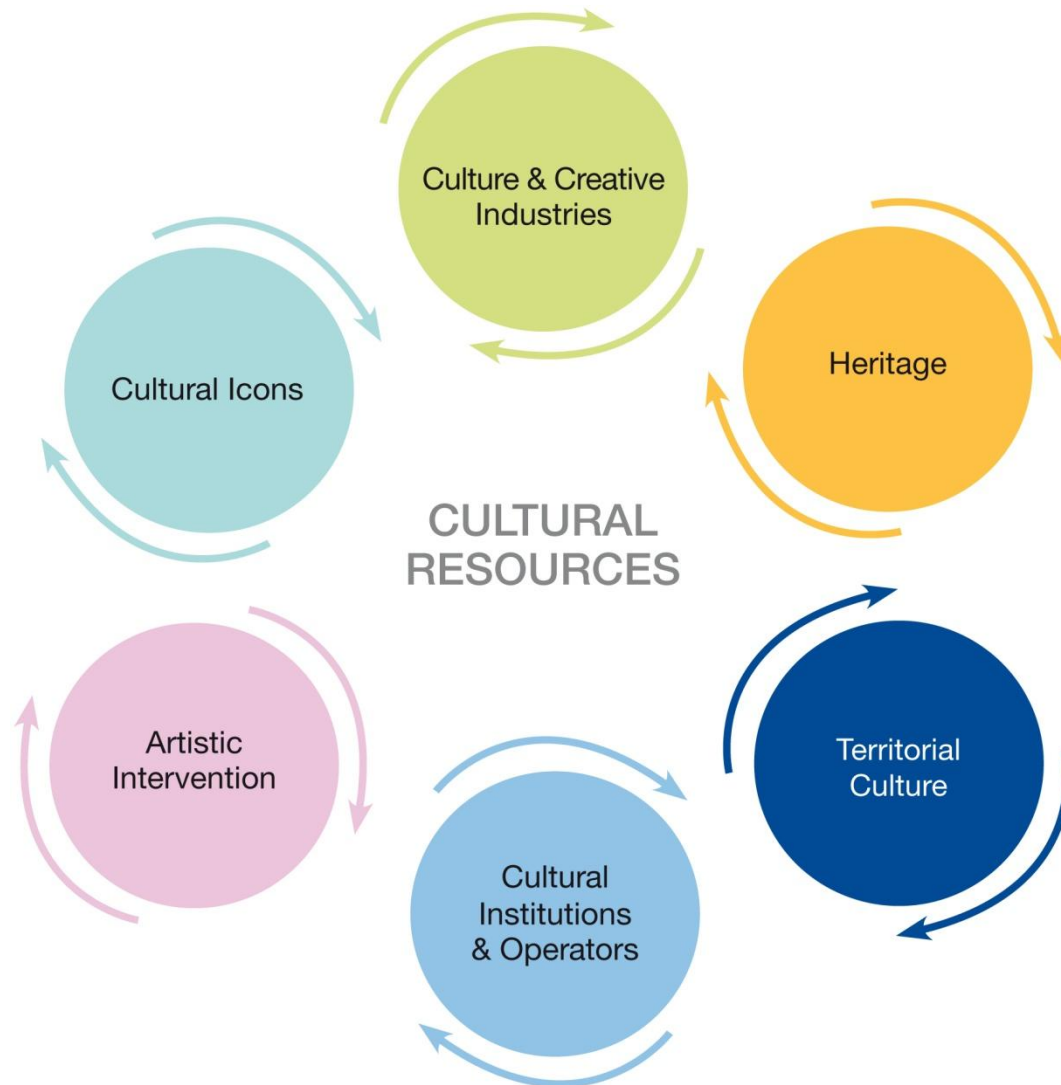 Culture & Creative
Industries
Heritage
Cultural Icons
CULTURAL
RESOURCES
Territorial
Culture
Artistic
Intervention
Cultural
Institutions
& Operators